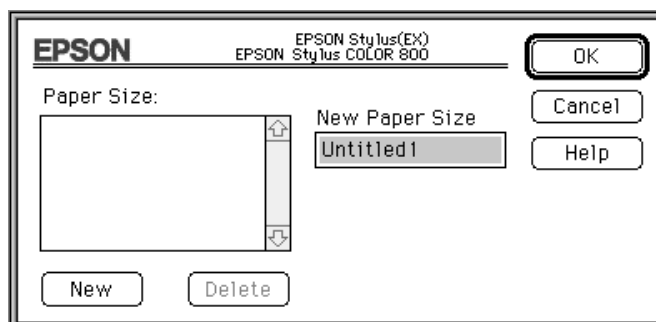 EPSON
EPSON Stylus(EX)
EPSON Stylus COLOR 800
OK
Paper Size:
Cancel
New Paper Size
Untitled1
Help
New
Delete